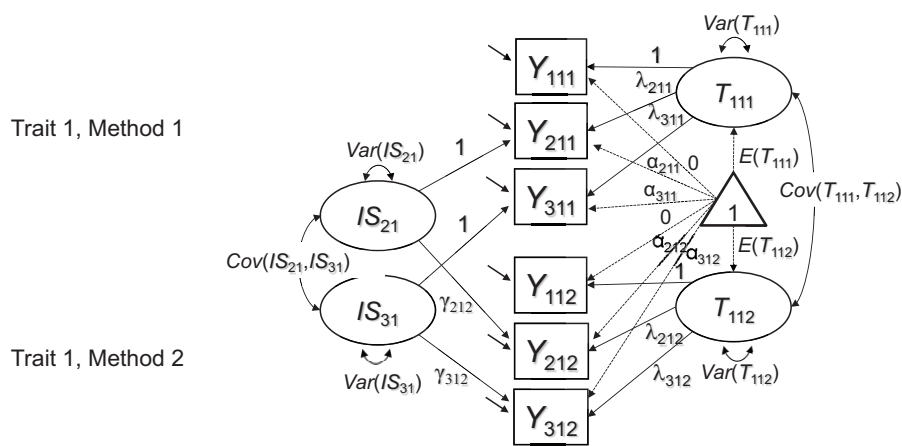 Var(T₁₁₁)
Y₁₁₁
1
T₁₁₁
λ₂₁₁
λ₃₁₁
Trait 1, Method 1
Var(IS₂₁)
1
Y₂₁₁
α₂₁₁ 0
E(T₁₁₁)
IS₂₁
1
Y₃₁₁
α₃₁₁
Cov(T₁₁₁,T₁₁₂)
0
1
Cov(IS₂₁,IS₃₁)
α₂₁₂
α₃₁₂
E(T₁₁₂)
1
Y₁₁₂
IS₃₁
γ₂₁₂
T₁₁₂
λ₂₁₂
Trait 1, Method 2
Y₂₁₂
Var(IS₃₁)
γ₃₁₂
λ₃₁₂
Var(T₁₁₂)
Y₃₁₂